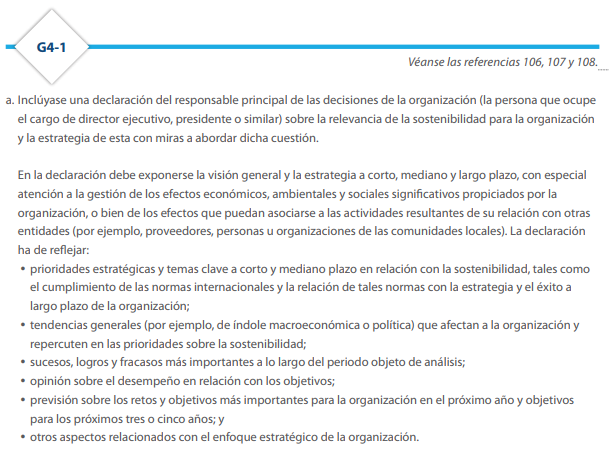 G4-1
Véanse las referencias 106, 107 y 108.
a. Inclúyase una declaración del responsable principal de las decisiones de la organización (la persona que ocupe
el cargo de director ejecutivo, presidente o similar) sobre la relevancia de la sostenibilidad para la organización
y la estrategia de esta con miras a abordar dicha cuestión.
En la declaración debe exponerse la visión general y la estrategia a corto, mediano y largo plazo, con especial
atención a la gestión de los efectos económicos, ambientales y sociales significativos propiciados por la
organización, o bien de los efectos que puedan asociarse a las actividades resultantes de su relación con otras
entidades (por ejemplo, proveedores, personas u organizaciones de las comunidades locales). La declaración
ha de reflejar:
• prioridades estratégicas y temas clave a corto y mediano plazo en relación con la sostenibilidad, tales como
el cumplimiento de las normas internacionales y la relación de tales normas con la estrategia y el éxito a
largo plazo de la organización;
• tendencias generales (por ejemplo, de índole macroeconómica o política) que afectan a la organización y
repercuten en las prioridades sobre la sostenibilidad;
• sucesos, logros y fracasos más importantes a lo largo del periodo objeto de análisis;
• opinión sobre el desempeño en relación con los objetivos;
• previsión sobre los retos y objetivos más importantes para la organización en el próximo año y objetivos
para los próximos tres o cinco años; y
• otros aspectos relacionados con el enfoque estratégico de la organización.